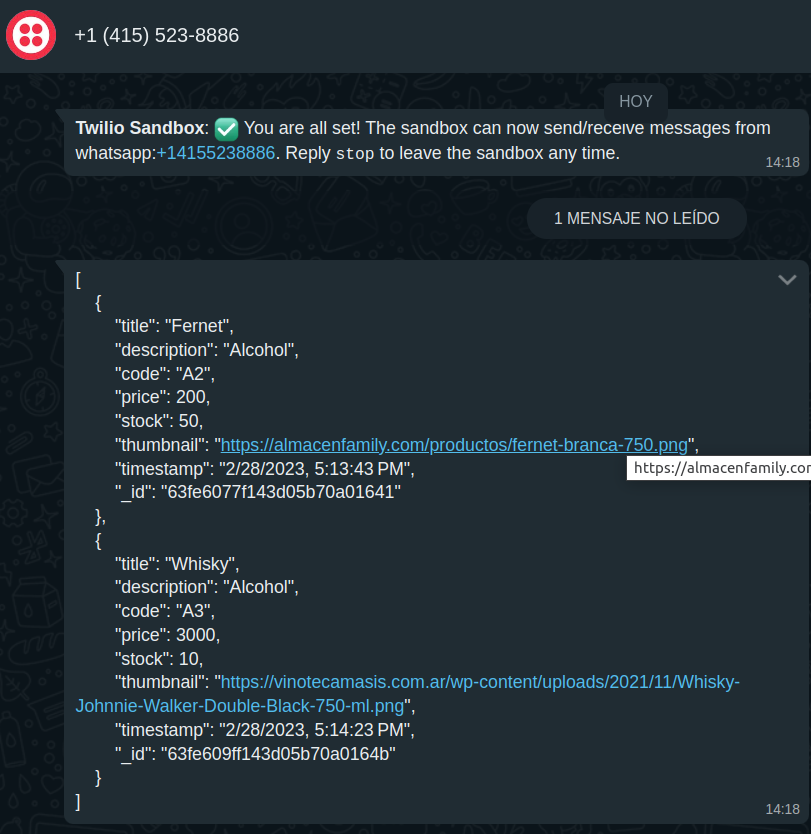 +1 (415) 523-8886
HOY
Twilio Sandbox: ✅ You are all set! The sandbox can now send/receive messages from
whatsapp:+14155238886. Reply stop to leave the sandbox any time.
14:18
1 MENSAJE NO LEÍDO
[
{
"title": "Fernet",
"description": "Alcohol",
"code": "A2",
"price": 200,
"stock": 50,
"thumbnail": "https://almacenfamily.com/productos/fernet-branca-750.png",
https://almacenfamily.co
"timestamp": "2/28/2023, 5:13:43 PM",
"_id": "63fe6077f143d05b70a01641"
},
{
"title": "Whisky",
"description": "Alcohol",
"code": "A3",
"price": 3000,
"stock": 10,
"thumbnail": "https://vinotecamasis.com.ar/wp-content/uploads/2021/11/Whisky-
Johnnie-Walker-Double-Black-750-ml.png",
"timestamp": "2/28/2023, 5:14:23 PM",
"_id": "63fe609ff143d05b70a0164b"
}
]
14:18